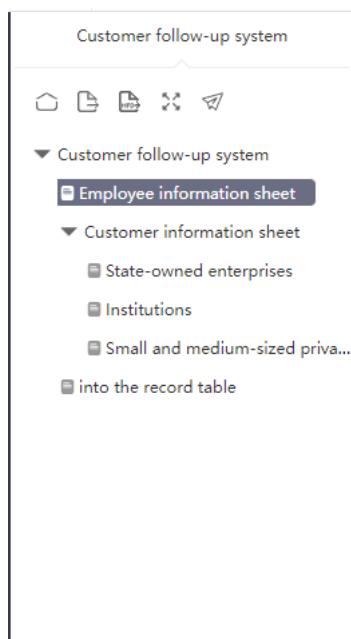 Customer follow-up system
Customer follow-up system
Employee information sheet
Customer information sheet
State-owned enterprises
Institutions
Small and medium-sized priva...
into the record table